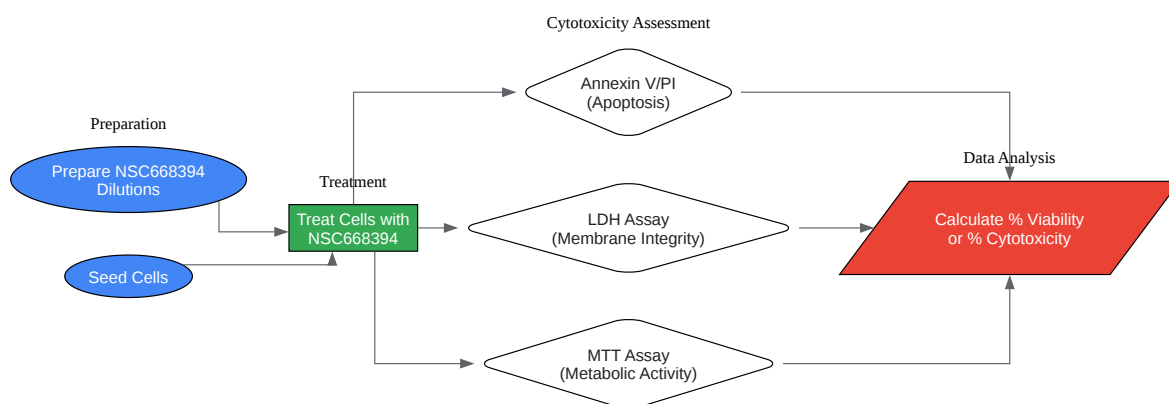 Preparation
Prepare NSC668394
Dilutions
Seed Cells
Treatment
Treat Cells with
NSC668394
Cytotoxicity Assessment
Annexin V/PI
(Apoptosis)
LDH Assay
(Membrane Integrity)
MTT Assay
(Metabolic Activity)
Data Analysis
Calculate % Viability
or % Cytotoxicity